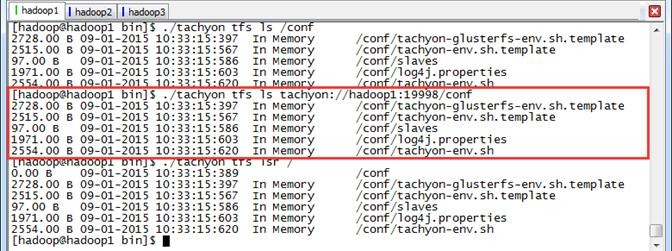 hadoop1 hadoop2 hadoop3
[hadoop@hadoop1 bin]$ ./tachyon tfs ls /conf
2728.00 B 09-01-2015 10:33:15:397 In Memory /conf/tachyon-glusterfs-env.sh.template
2515.00 B 09-01-2015 10:33:15:567 In Memory /conf/tachyon-env.sh.template
97.00 B 09-01-2015 10:33:15:586 In Memory /conf/slaves
1971.00 B 09-01-2015 10:33:15:603 In Memory /conf/log4j.properties
2554.00 B 09-01-2015 10:33:15:620 In Memory /conf/tachyon-env.sh
[hadoop@hadoop1 bin]$ ./tachyon tfs ls tachyon://hadoop1:19998/conf
2728.00 B 09-01-2015 10:33:15:397 In Memory /conf/tachyon-glusterfs-env.sh.template
2515.00 B 09-01-2015 10:33:15:567 In Memory /conf/tachyon-env.sh.template
97.00 B 09-01-2015 10:33:15:586 In Memory /conf/slaves
1971.00 B 09-01-2015 10:33:15:603 In Memory /conf/log4j.properties
2554.00 B 09-01-2015 10:33:15:620 In Memory /conf/tachyon-env.sh
[hadoop@hadoop1 bin]$ ./tachyon tfs lsr /
0.00 B 09-01-2015 10:33:15:389 /conf
2728.00 B 09-01-2015 10:33:15:397 In Memory /conf/tachyon-glusterfs-env.sh.template
2515.00 B 09-01-2015 10:33:15:567 In Memory /conf/tachyon-env.sh.template
97.00 B 09-01-2015 10:33:15:586 In Memory /conf/slaves
1971.00 B 09-01-2015 10:33:15:603 In Memory /conf/log4j.properties
2554.00 B 09-01-2015 10:33:15:620 In Memory /conf/tachyon-env.sh
[hadoop@hadoop1 bin]$